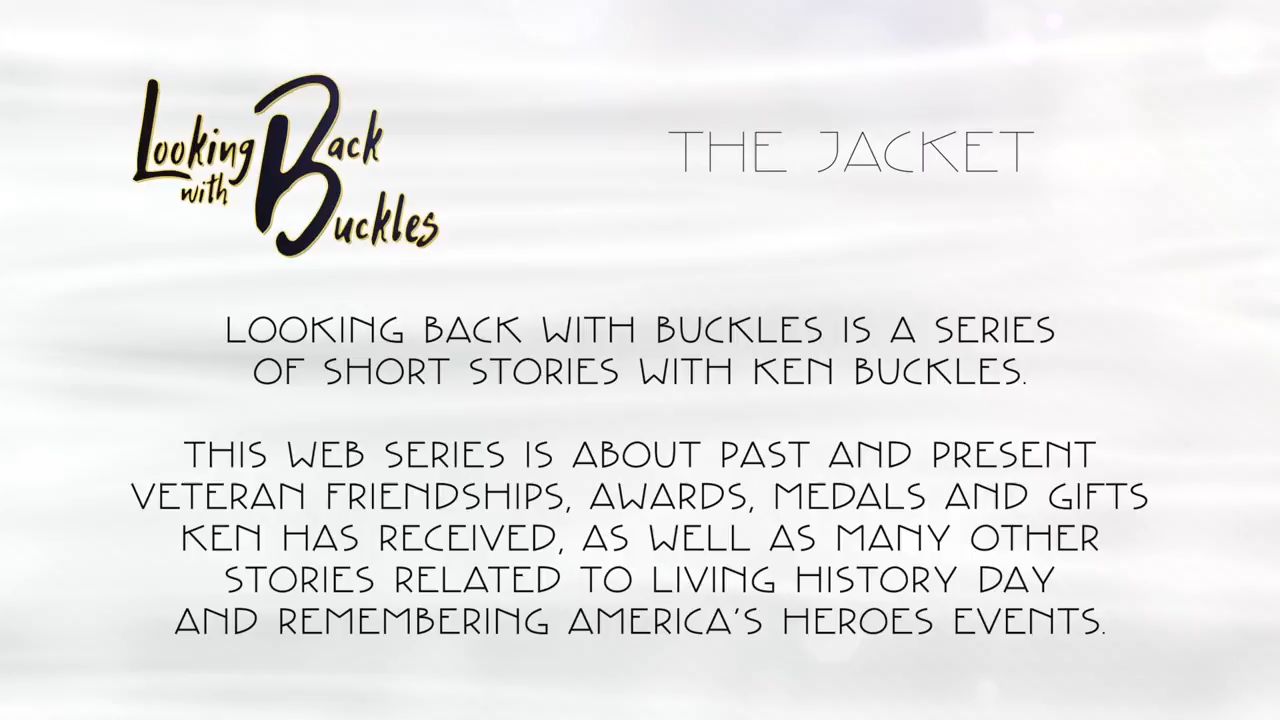 Looking Back
with Buckles
THE JACKET
LOOKING BACK WITH BUCKLES IS A SERIES
OF SHORT STORIES WITH KEN BUCKLES.
THIS WEB SERIES IS ABOUT PAST AND PRESENT
VETERAN FRIENDSHIPS, AWARDS, MEDALS AND GIFTS
KEN HAS RECEIVED, AS WELL AS MANY OTHER
STORIES RELATED TO LIVING HISTORY DAY
AND REMEMBERING AMERICA'S HEROES EVENTS.